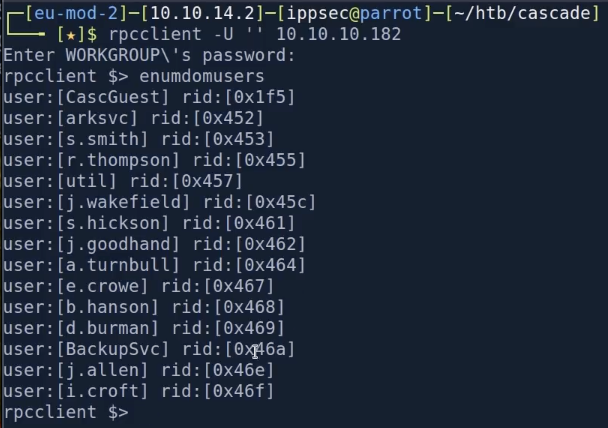 ┌─[eu-mod-2]─[10.10.14.2]─[ippsec@parrot]─[~/htb/cascade]
└──╼ [★]$ rpcclient -U '' 10.10.10.182
Enter WORKGROUP\'s password:
rpcclient $> enumdomusers
user:[CascGuest] rid:[0x1f5]
user:[arksvc] rid:[0x452]
user:[s.smith] rid:[0x453]
user:[r.thompson] rid:[0x455]
user:[util] rid:[0x457]
user:[j.wakefield] rid:[0x45c]
user:[s.hickson] rid:[0x461]
user:[j.goodhand] rid:[0x462]
user:[a.turnbull] rid:[0x464]
user:[e.crowe] rid:[0x467]
user:[b.hanson] rid:[0x468]
user:[d.burman] rid:[0x469]
user:[BackupSvc] rid:[0x46a]
user:[j.allen] rid:[0x46e]
user:[i.croft] rid:[0x46f]
rpcclient $>